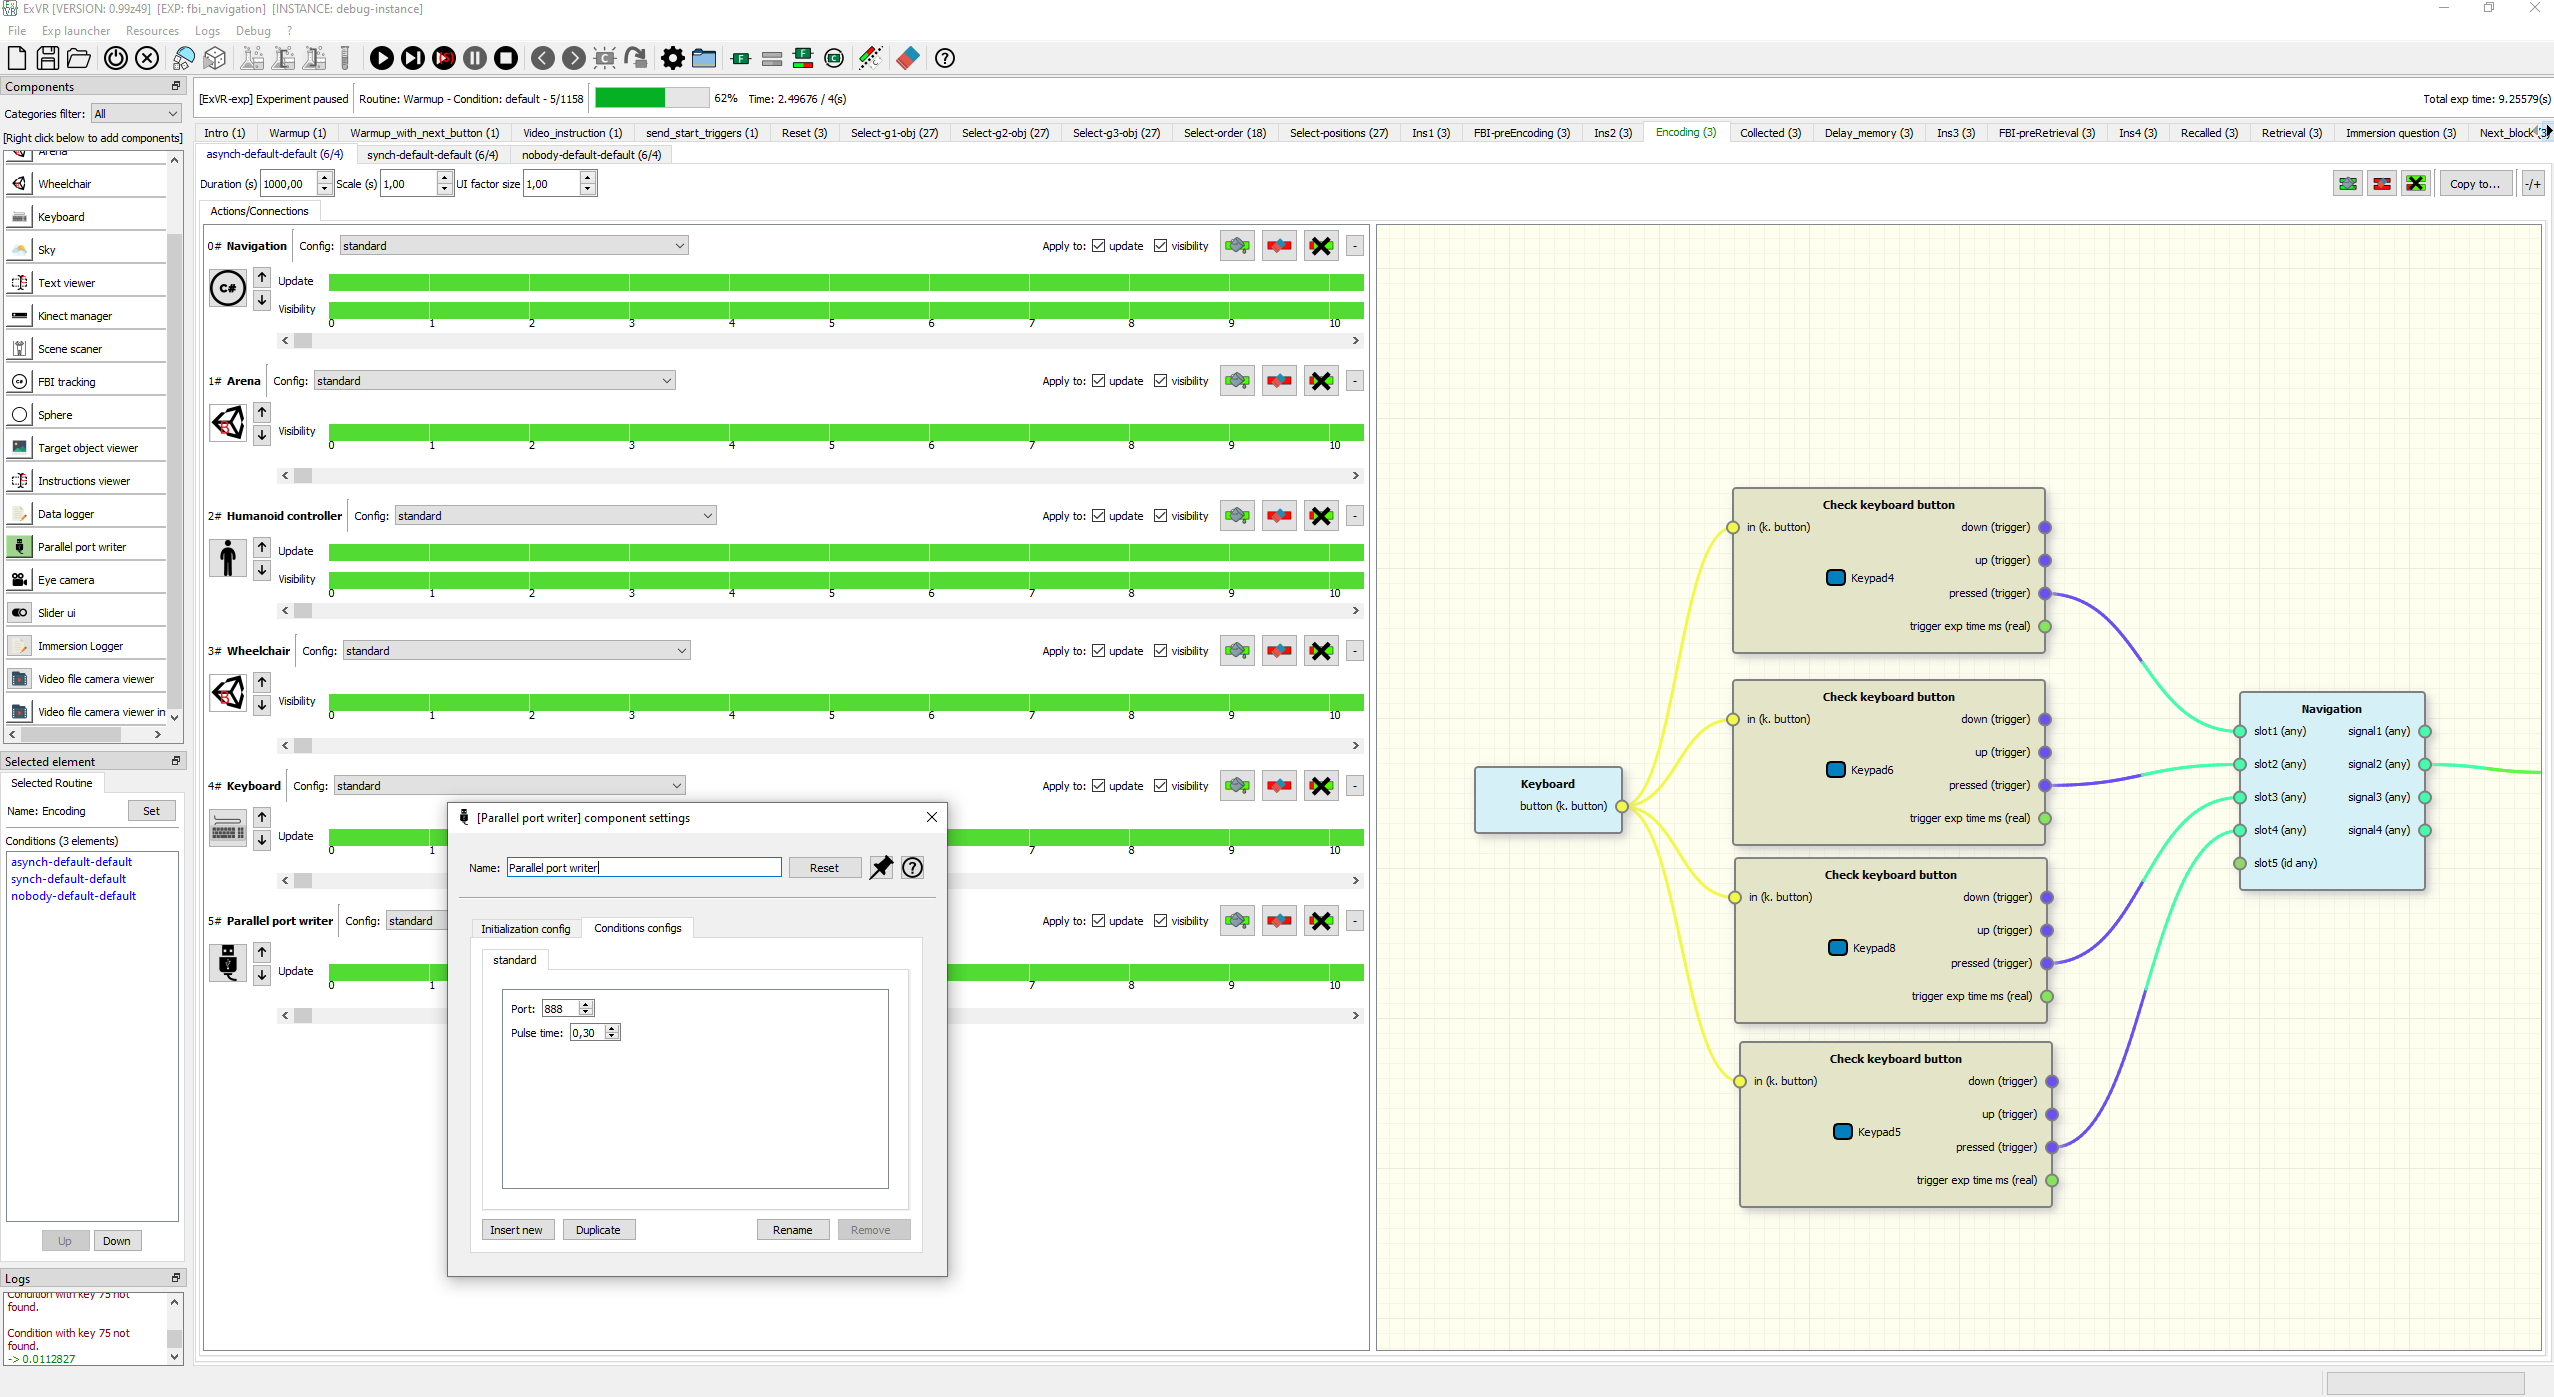 ExVR [VERSION: 0.99z49] [EXP: fbi_navigation] [INSTANCE: debug-instance]
File Exp launcher Resources Logs Debug ?
Components
Categories filter: All
[Right click below to add components]
Arena
Wheelchair
Keyboard
Sky
Text viewer
Kinect manager
Scene scaner
FBI tracking
Sphere
Target object viewer
Instructions viewer
Data logger
Parallel port writer
Eye camera
Slider ui
Immersion Logger
Video file camera viewer
Video file camera viewer in
Selected element
Selected Routine
Name: Encoding Set
Conditions (3 elements)
asynch-default-default
synch-default-default
nobody-default-default
Up Down
Logs
Condition with key 75 not
found.
Condition with key 75 not
found.
-> 0.0112827
[ExVR-exp] Experiment paused Routine: Warmup - Condition: default - 5/1158 62% Time: 2.49676 / 4(s) Total exp time: 9.25579(s)
Intro (1) Warmup (1) Warmup_with_next_button (1) Video_instruction (1) send_start_triggers (1) Reset (3) Select-g1-obj (27) Select-g2-obj (27) Select-g3-obj (27) Select-order (18) Select-positions (27) Ins1 (3) FBI-preEncoding (3) Ins2 (3) Encoding (3) Collected (3) Delay_memory (3) Ins3 (3) FBI-preRetrieval (3) Ins4 (3) Recalled (3) Retrieval (3) Immersion question (3) Next_block
asynch-default-default (6/4) synch-default-default (6/4) nobody-default-default (6/4)
Duration (s) 1000,00 Scale (s) 1,00 UI factor size 1,00 Copy to... -/+
Actions/Connections
0# Navigation Config: standard Apply to: update visibility -
C# Update
Visibility
0 1 2 3 4 5 6 7 8 9 10
1# Arena Config: standard Apply to: update visibility -
B Visibility
0 1 2 3 4 5 6 7 8 9 10
2# Humanoid controller Config: standard Apply to: update visibility -
Update
Visibility
0 1 2 3 4 5 6 7 8 9 10
3# Wheelchair Config: standard Apply to: update visibility -
B Visibility
0 1 2 3 4 5 6 7 8 9 10
4# Keyboard Config: standard Apply to: update visibility -
Update
0 1 7 8 9 10
5# Parallel port writer Config: standard Apply to: update visibility -
Update
0 1 7 8 9 10
[Parallel port writer] component settings
Name: Parallel port writer Reset
Initialization config Conditions configs
standard
Port: 888
Pulse time: 0,30
Insert new Duplicate Rename Remove
Keyboard
button (k. button)
Check keyboard button
in (k. button) down (trigger)
up (trigger)
Keypad4
pressed (trigger)
trigger exp time ms (real)
Check keyboard button
in (k. button) down (trigger)
up (trigger)
Keypad6
pressed (trigger)
trigger exp time ms (real)
Check keyboard button
in (k. button) down (trigger)
up (trigger)
Keypad8
pressed (trigger)
trigger exp time ms (real)
Check keyboard button
in (k. button) down (trigger)
up (trigger)
Keypad5
pressed (trigger)
trigger exp time ms (real)
Navigation
slot1 (any) signal1 (any)
slot2 (any) signal2 (any)
slot3 (any) signal3 (any)
slot4 (any) signal4 (any)
slot5 (id any)